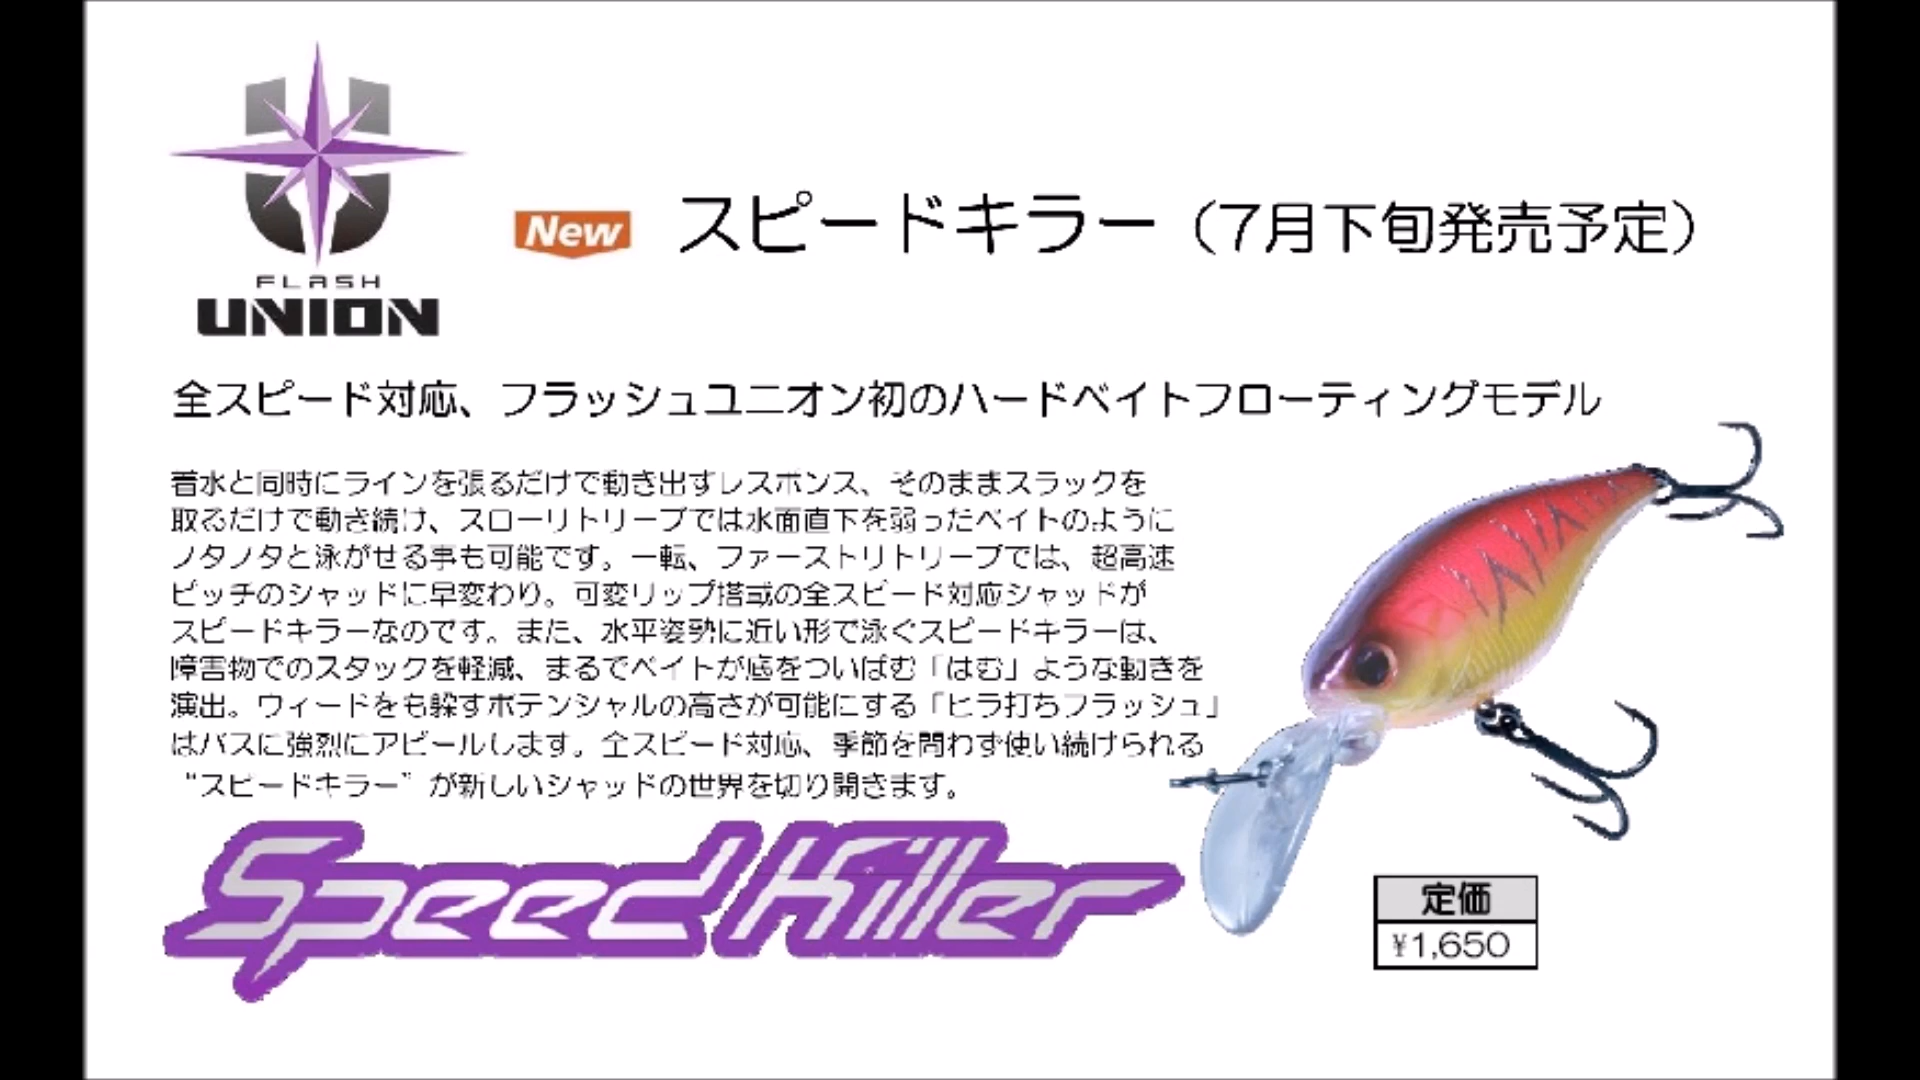 FLASH
UNION
New
スピードキラー（7月下旬発売予定）
全スピード対応、フラッシュユニオン初のハードベイトフローティングモデル
着水と同時にラインを張るだけで動き出すレスポンス、そのままスラックを
取るだけで動き続け、スローリトリーブでは水面直下を弱ったベイトのように
ノタノタと泳がせる事も可能です。一転、ファーストリトリーブでは、超高速
ピッチのシャッドに早変わり。可変リップ搭載の全スピード対応シャッドが
スピードキラーなのです。また、水平姿勢に近い形で泳ぐスピードキラーは、
障害物でのスタックを軽減、まるでベイトが底をついばむ「はむ」ような動きを
演出。ウィードをも躱すポテンシャルの高さが可能にする「ヒラ打ちフラッシュ」
はバスに強烈にアピールします。全スピード対応、季節を問わず使い続けられる
“スピードキラー”が新しいシャッドの世界を切り開きます。
Speed Killer
定価
¥1,650